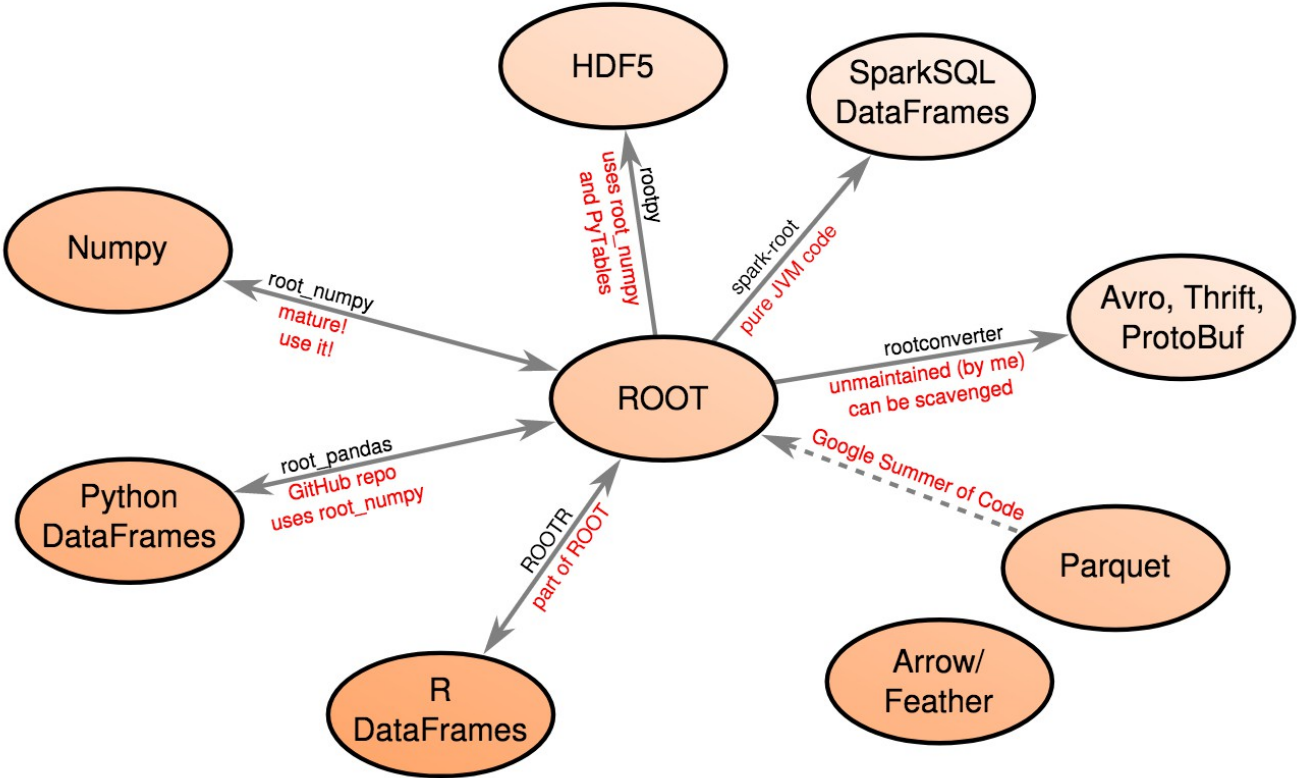 HDF5
SparkSQL
DataFrames
Numpy
rootpy
uses root_numpy
and PyTables
spark-root
pure JVM code
root_numpy
mature!
use it!
Avro, Thrift,
ProtoBuf
rootconverter
unmaintained (by me)
can be scavenged
ROOT
root_pandas
GitHub repo
uses root_numpy
Python
DataFrames
Google Summer of Code
ROOTR
part of ROOT
Parquet
Arrow/
Feather
R
DataFrames